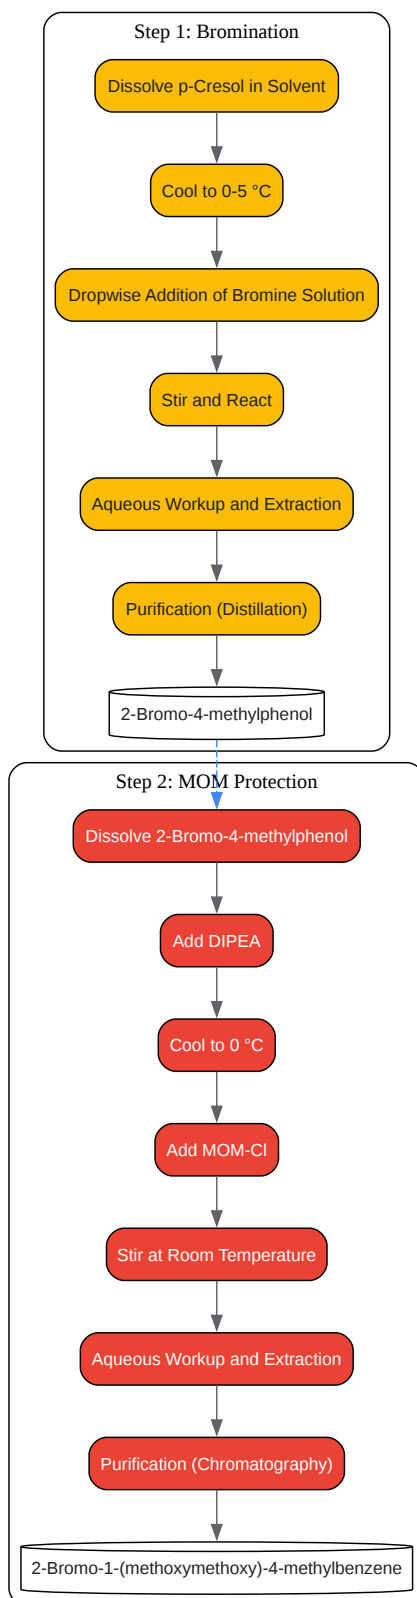 Step 1: Bromination
Dissolve p-Cresol in Solvent
Cool to 0-5 °C
Dropwise Addition of Bromine Solution
Stir and React
Aqueous Workup and Extraction
Purification (Distillation)
2-Bromo-4-methylphenol
Step 2: MOM Protection
Dissolve 2-Bromo-4-methylphenol
Add DIPEA
Cool to 0 °C
Add MOM-Cl
Stir at Room Temperature
Aqueous Workup and Extraction
Purification (Chromatography)
2-Bromo-1-(methoxymethoxy)-4-methylbenzene